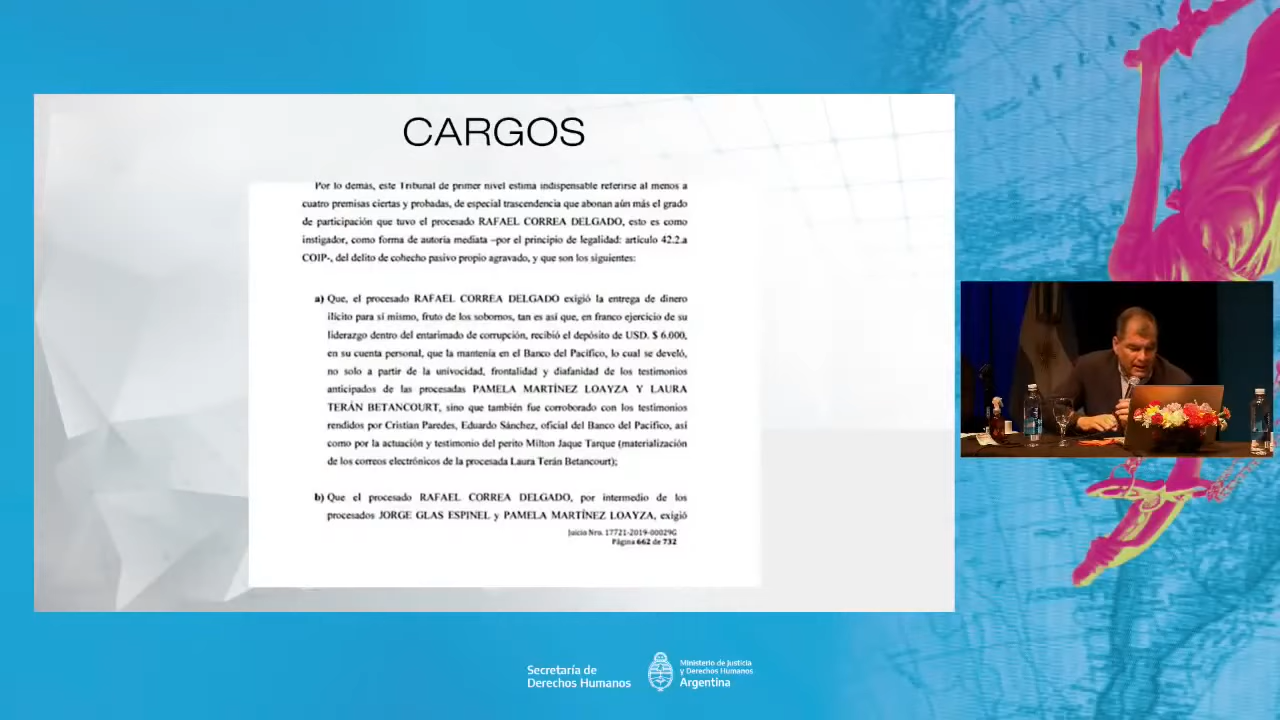 CARGOS
Por lo demás, este Tribunal de primer nivel estima indispensable referirse al menos a
cuatro premisas ciertas y probadas, de especial trascendencia que abonan aún más el grado
de participación que tuvo el procesado RAFAEL CORREA DELGADO, esto es como
instigador, como forma de autoría mediata –por el principio de legalidad: artículo 42.2.a
COIP-, del delito de cohecho pasivo propio agravado, y que son los siguientes:
a) Que, el procesado RAFAEL CORREA DELGADO exigió la entrega de dinero
ilícito para sí mismo, fruto de los sobornos, tan es así que, en franco ejercicio de su
liderazgo dentro del entarimado de corrupción, recibió el depósito de USD. $ 6.000,
en su cuenta personal, que la mantenía en el Banco del Pacífico, lo cual se develó,
no solo a partir de la univocidad, frontalidad y diafanidad de los testimonios
anticipados de las procesadas PAMELA MARTÍNEZ LOAYZA Y LAURA
TERÁN BETANCOURT, sino que también fue corroborado con los testimonios
rendidos por Cristian Paredes, Eduardo Sánchez, oficial del Banco del Pacífico, así
como por la actuación y testimonio del perito Milton Jaque Tarque (materialización
de los correos electrónicos de la procesada Laura Terán Betancourt);
b) Que el procesado RAFAEL CORREA DELGADO, por intermedio de los
procesados JORGE GLAS ESPINEL y PAMELA MARTÍNEZ LOAYZA, exigió
Juicio Nro. 17721-2019-00029G
Página 662 de 732
Secretaría de
Derechos Humanos
Ministerio de Justicia
y Derechos Humanos
Argentina